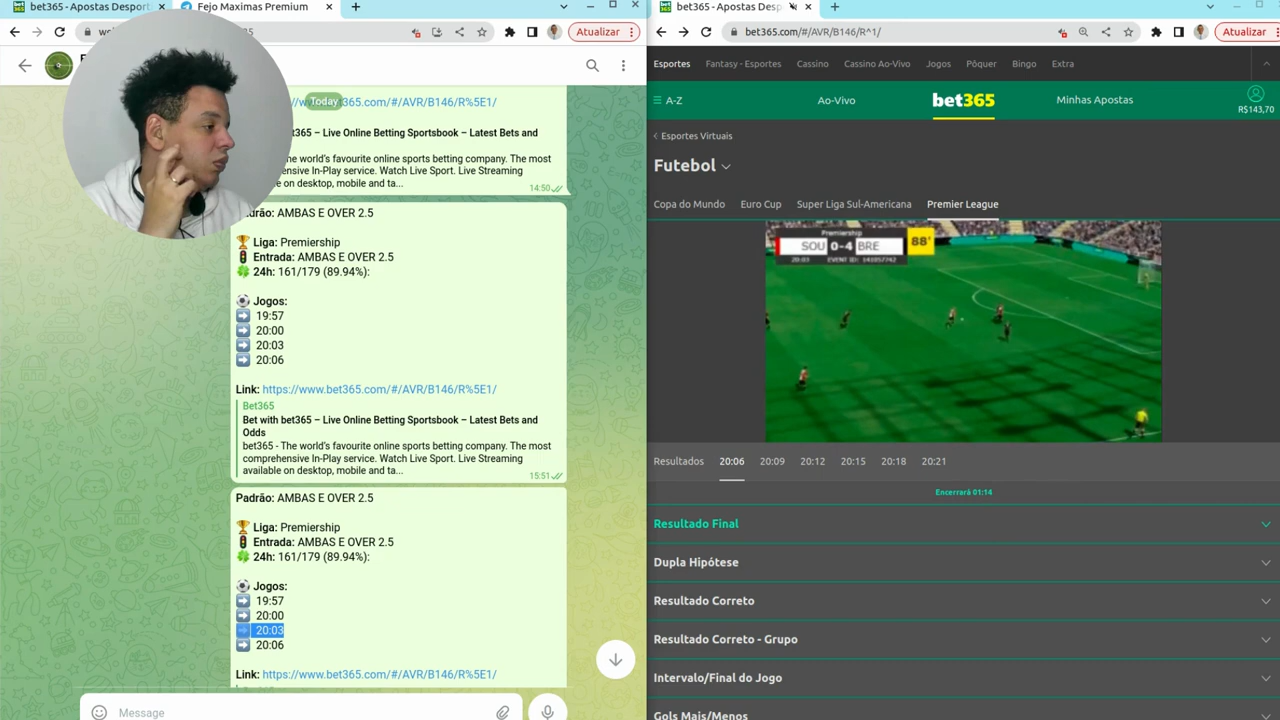 bet365 - Apostas Desport
Fejo Maximas Premium
Atualizar
Today
365.com/#/AVR/B146/R%5E1/
et365 – Live Online Betting Sportsbook – Latest Bets and
he world's favourite online sports betting company. The most
ensive In-Play service. Watch Live Sport. Live Streaming
e on desktop, mobile and ta...
14:50
adrão: AMBAS E OVER 2.5
Liga: Premiership
Entrada: AMBAS E OVER 2.5
24h: 161/179 (89.94%):
Jogos:
19:57
20:00
20:03
20:06
Link: https://www.bet365.com/#/AVR/B146/R%5E1/
Bet365
Bet with bet365 – Live Online Betting Sportsbook – Latest Bets and
Odds
bet365 - The world's favourite online sports betting company. The most
comprehensive In-Play service. Watch Live Sport. Live Streaming
available on desktop, mobile and ta...
15:51
Padrão: AMBAS E OVER 2.5
Liga: Premiership
Entrada: AMBAS E OVER 2.5
24h: 161/179 (89.94%):
Jogos:
19:57
20:00
20:03
20:06
Link: https://www.bet365.com/#/AVR/B146/R%5E1/
Message
bet365 - Apostas Desp
bet365.com/#/AVR/B146/R^1/
Atualizar
Esportes Fantasy - Esportes Cassino Cassino Ao-Vivo Jogos Pôquer Bingo Extra
A-Z Ao-Vivo bet365 Minhas Apostas
R$143,70
Esportes Virtuais
Futebol
Copa do Mundo Euro Cup Super Liga Sul-Americana Premier League
Premiership
SOU 0-4 BRE 88'
20:03 EVENT ID: 141057742
Resultados 20:06 20:09 20:12 20:15 20:18 20:21
Encerrará 01:14
Resultado Final
Dupla Hipótese
Resultado Correto
Resultado Correto - Grupo
Intervalo/Final do Jogo
Gols Mais/Menos